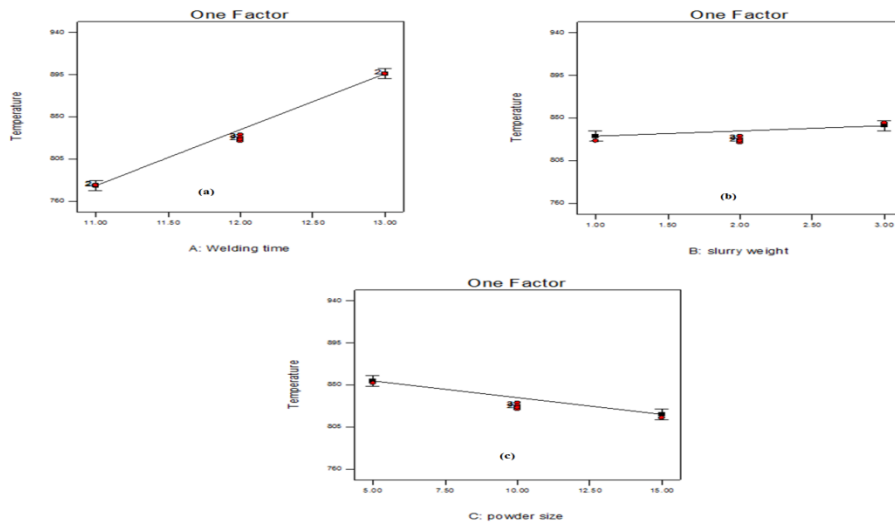 One Factor
940
895
850
805
760
Temperature
(a)
11.00 11.50 12.00 12.50 13.00
A: Welding time
One Factor
940
895
850
805
760
Temperature
(b)
1.00 1.50 2.00 2.50 3.00
B: slurry weight
One Factor
940
895
850
805
760
Temperature
(c)
5.00 7.50 10.00 12.50 15.00
C: powder size